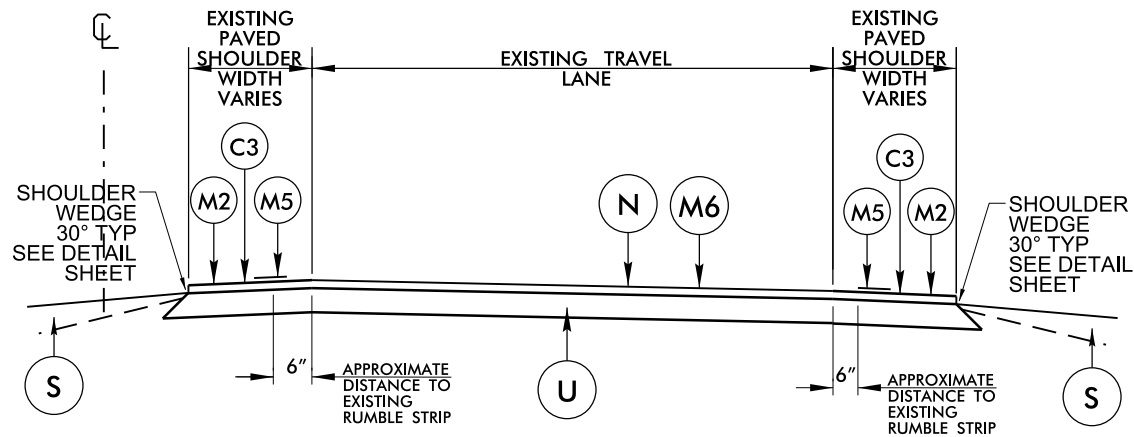 EXISTING
PAVED
SHOULDER
WIDTH
VARIES
EXISTING TRAVEL
LANE
EXISTING
PAVED
SHOULDER
WIDTH
VARIES
℄
C3
M2
M5
N
M6
C3
M5
M2
SHOULDER
WEDGE
30° TYP
SEE DETAIL
SHEET
SHOULDER
WEDGE
30° TYP
SEE DETAIL
SHEET
S
6"
APPROXIMATE
DISTANCE TO
EXISTING
RUMBLE STRIP
U
6"
APPROXIMATE
DISTANCE TO
EXISTING
RUMBLE STRIP
S